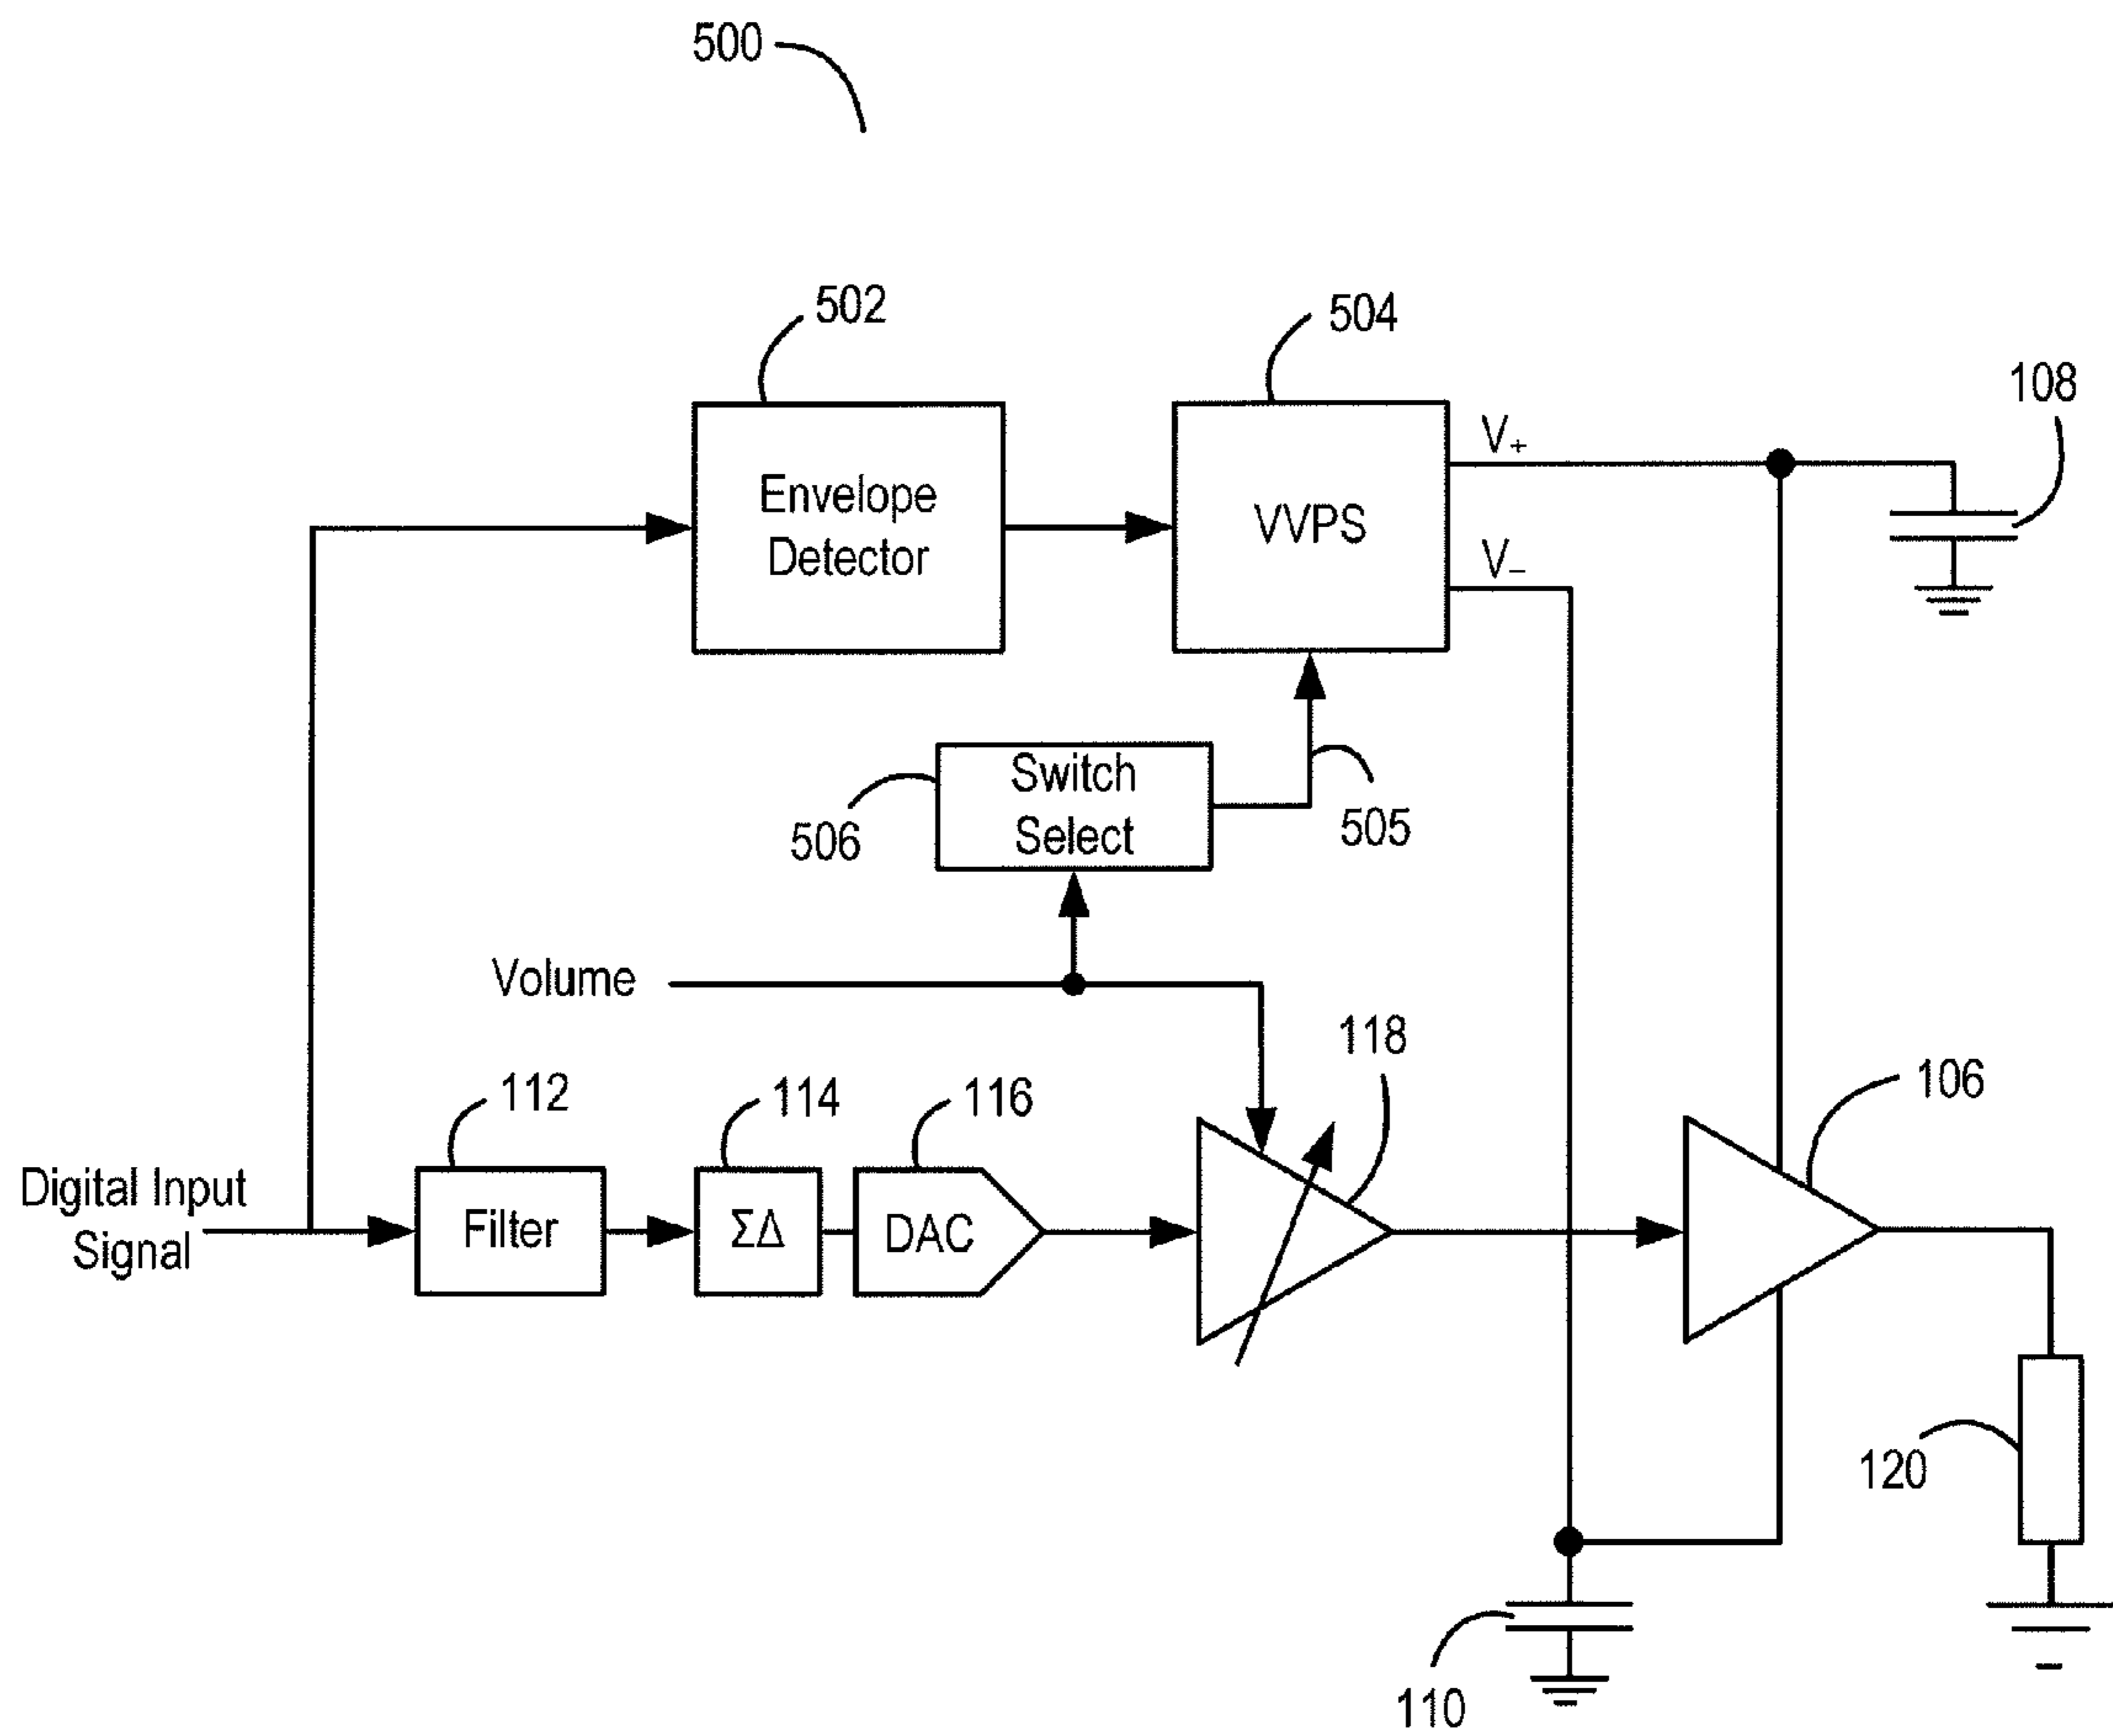 500
502
504
108
V+
Envelope
Detector
VVPS
V−
Switch
Select
506
505
Volume
118
112
114
116
106
Digital Input
Signal
Filter
ΣΔ
DAC
120
110